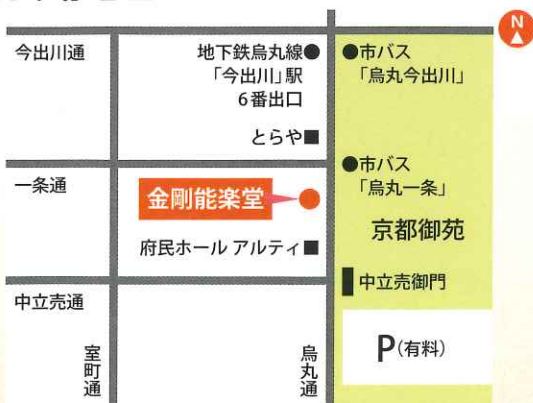 N
今出川通
地下鉄烏丸線●
「今出川」駅
6番出口
とらや■
●市バス
「烏丸今出川」
●市バス
「烏丸一条」
一条通
金剛能楽堂
京都御苑
府民ホール アルティ■
中立売御門
中立売通
P(有料)
室町通
烏丸通